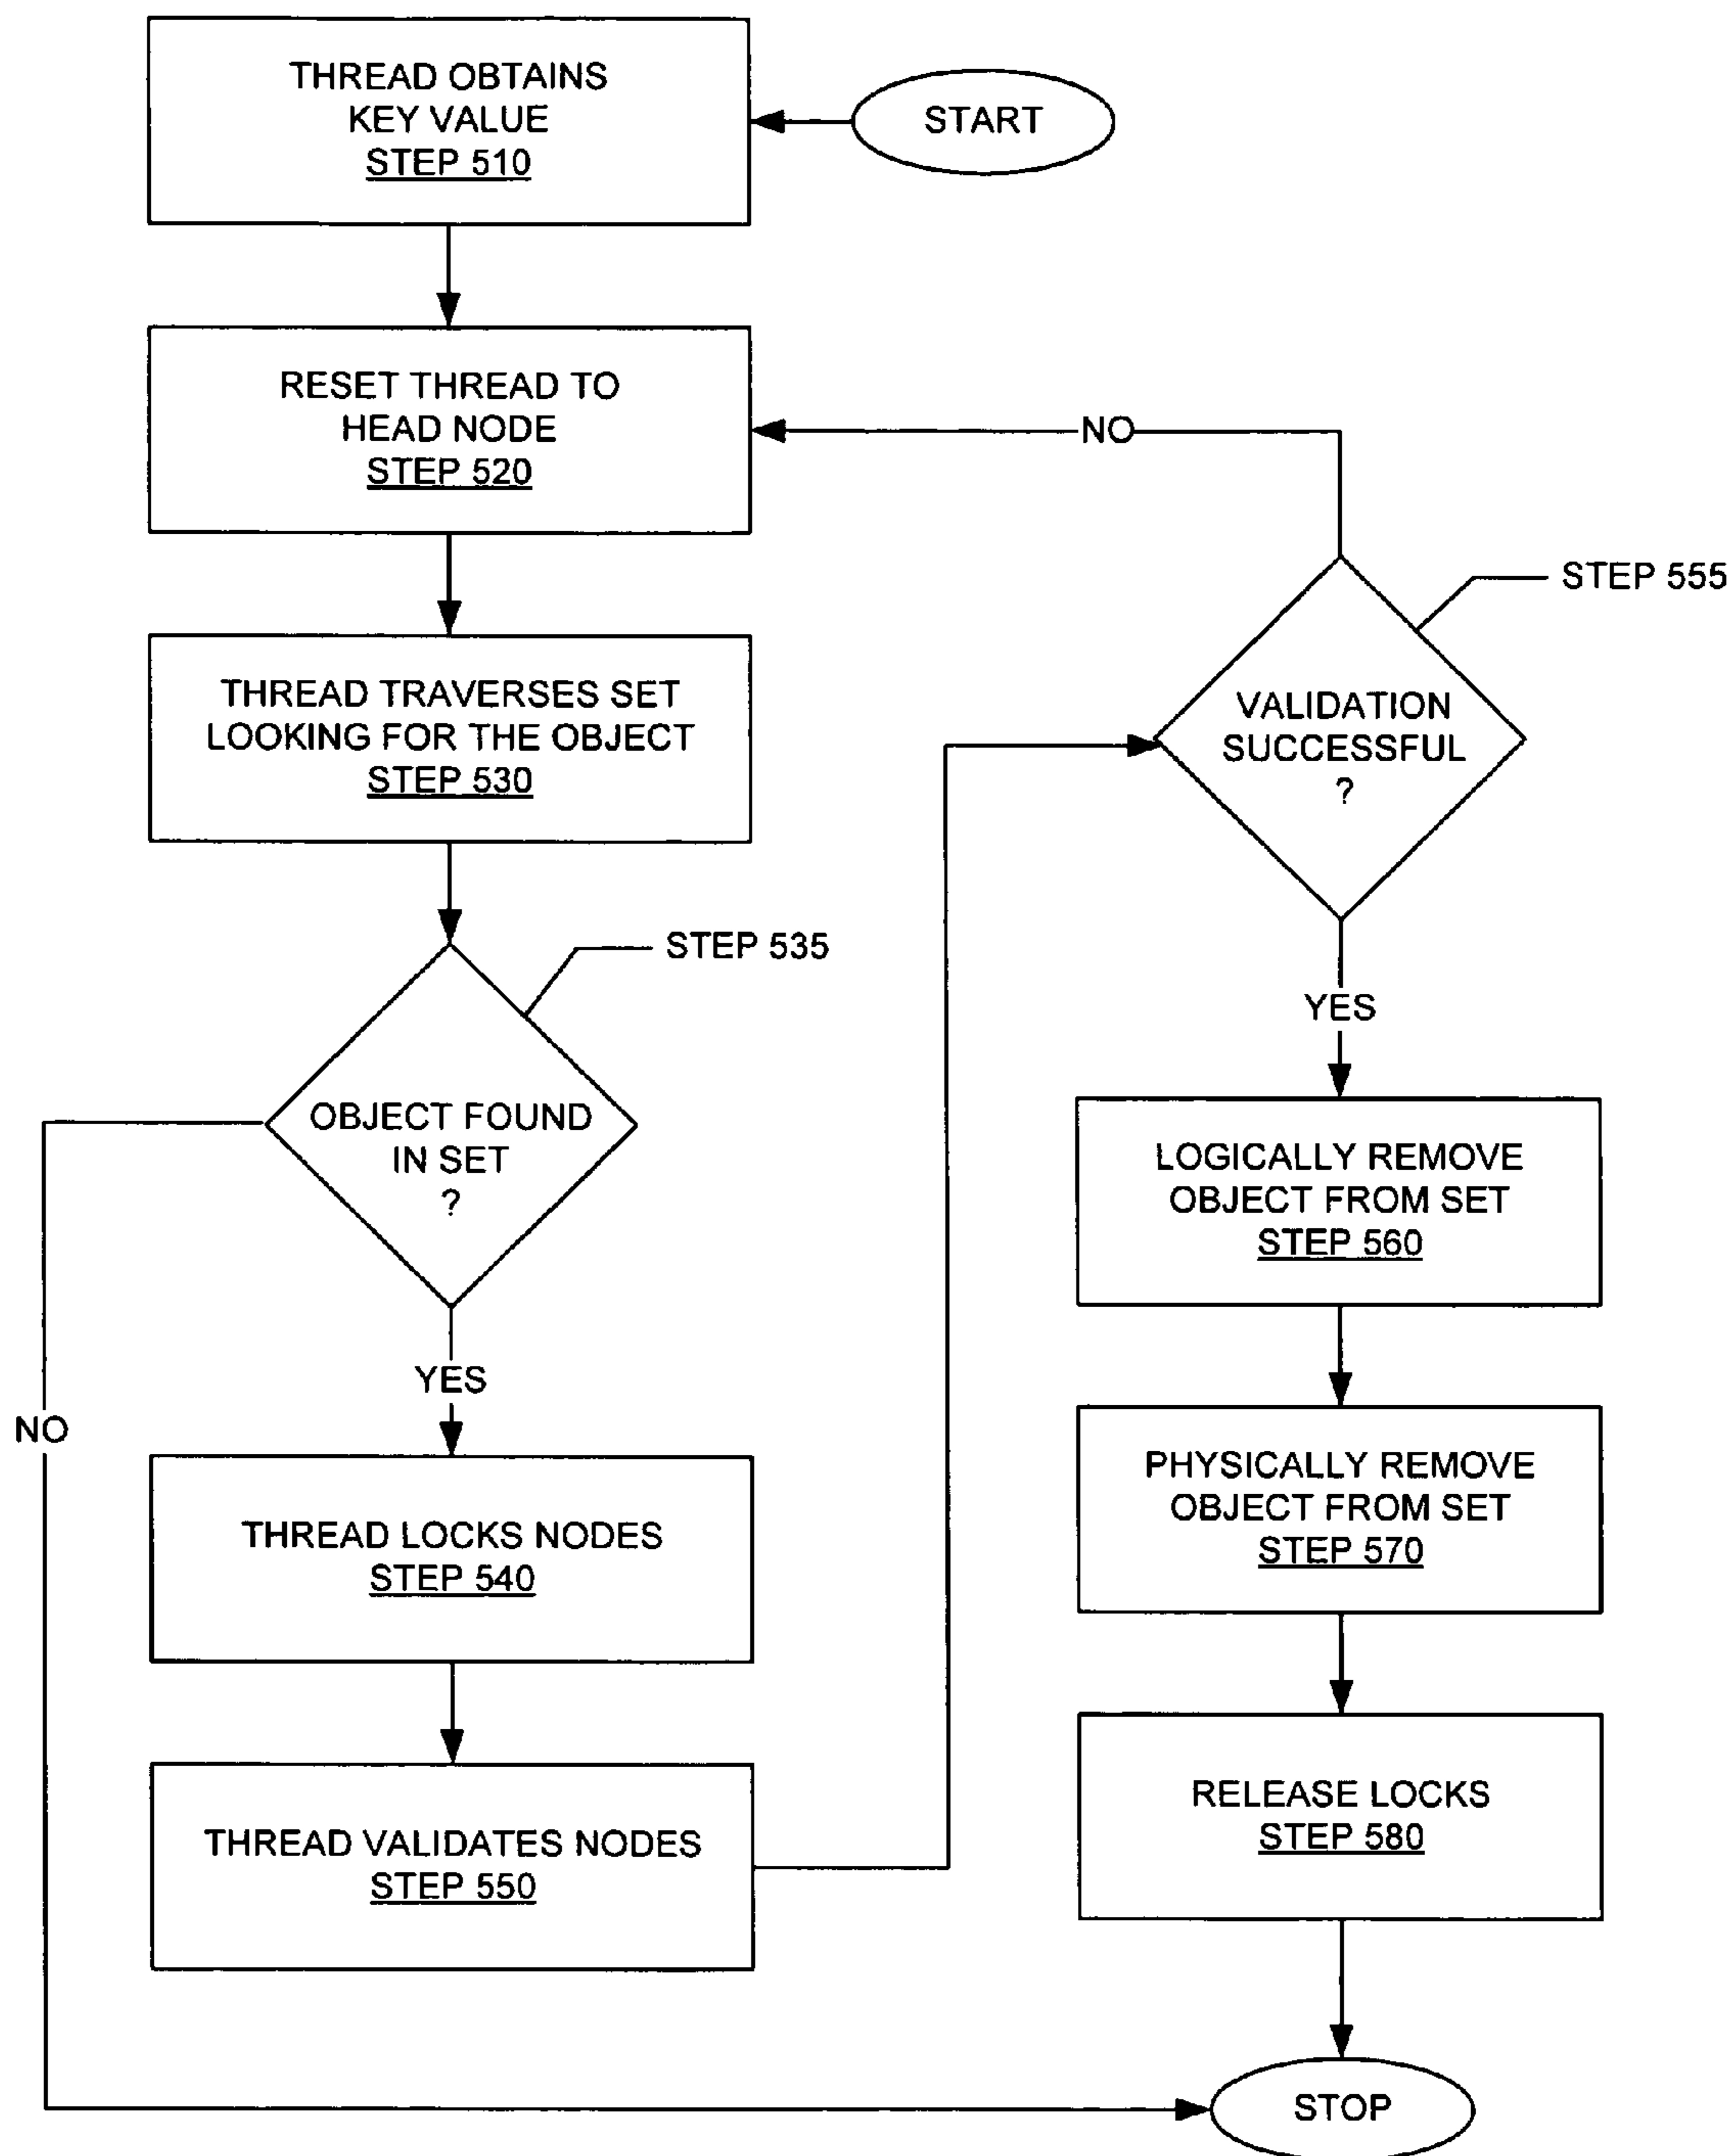 THREAD OBTAINS
KEY VALUE
STEP 510
START
RESET THREAD TO
HEAD NODE
STEP 520
NO
STEP 555
THREAD TRAVERSES SET
LOOKING FOR THE OBJECT
STEP 530
VALIDATION
SUCCESSFUL
?
STEP 535
OBJECT FOUND
IN SET
?
YES
LOGICALLY REMOVE
OBJECT FROM SET
STEP 560
YES
NO
THREAD LOCKS NODES
STEP 540
PHYSICALLY REMOVE
OBJECT FROM SET
STEP 570
THREAD VALIDATES NODES
STEP 550
RELEASE LOCKS
STEP 580
STOP